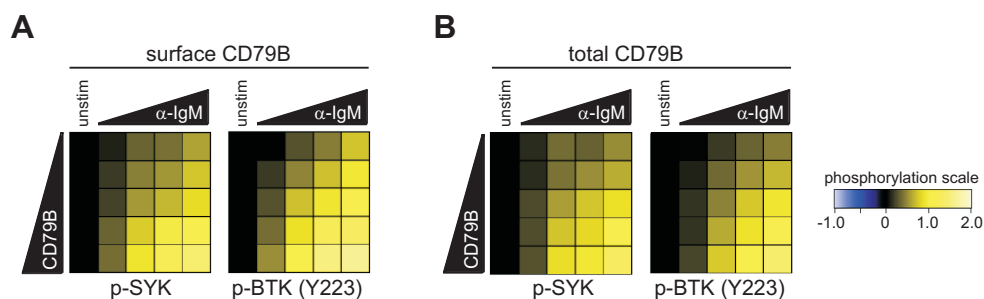 A
surface CD79B
unstim
α-IgM
unstim
α-IgM
CD79B
p-SYK
p-BTK (Y223)
B
total CD79B
unstim
α-IgM
unstim
α-IgM
CD79B
p-SYK
p-BTK (Y223)
phosphorylation scale
-1.0 0 1.0 2.0